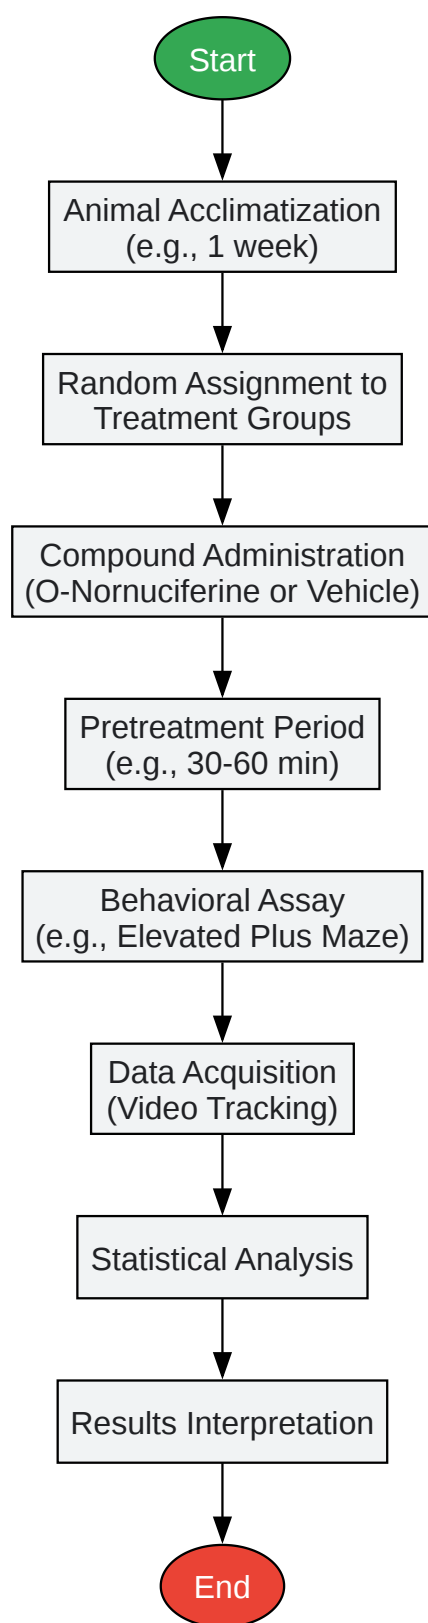 Start
Animal Acclimatization
(e.g., 1 week)
Random Assignment to
Treatment Groups
Compound Administration
(O-Nornuciferine or Vehicle)
Pretreatment Period
(e.g., 30-60 min)
Behavioral Assay
(e.g., Elevated Plus Maze)
Data Acquisition
(Video Tracking)
Statistical Analysis
Results Interpretation
End